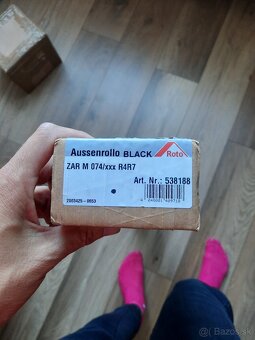 Aussenrollo BLACK
Roto
ZAR M 074/xxx R4R7
Art. Nr.: 538188
bazos.sk